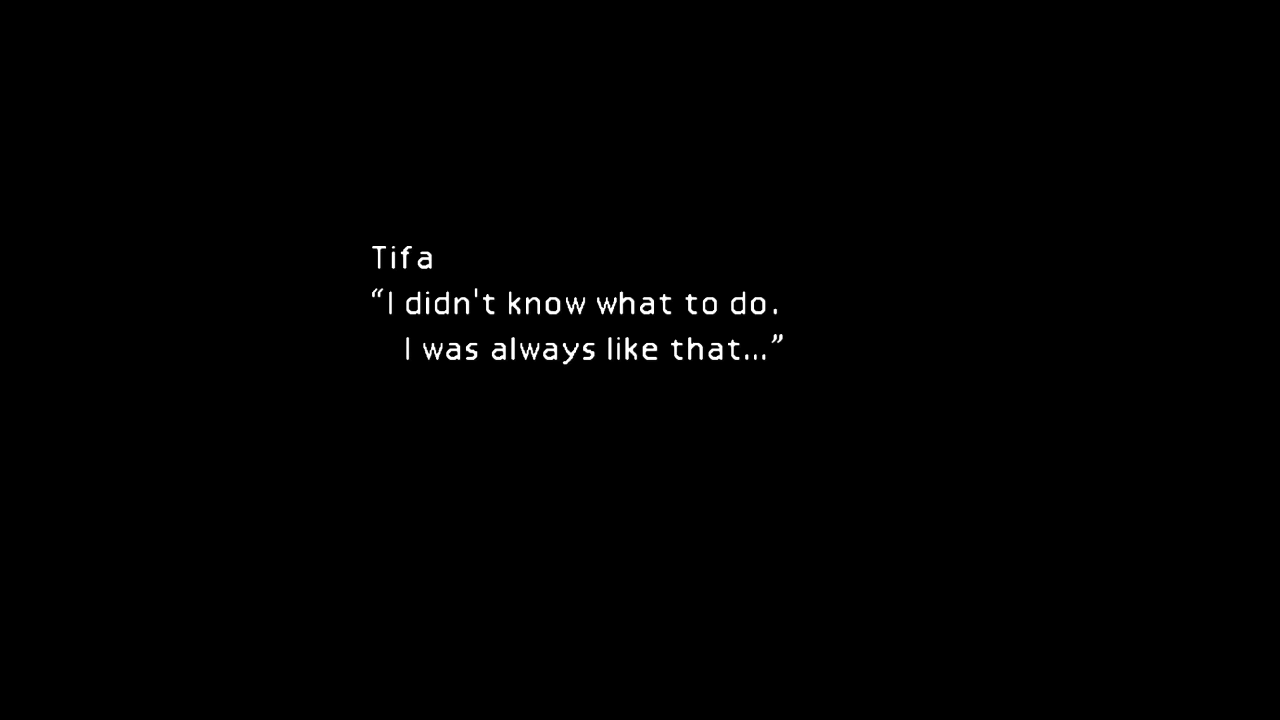 Tifa
“I didn't know what to do.
I was always like that...”